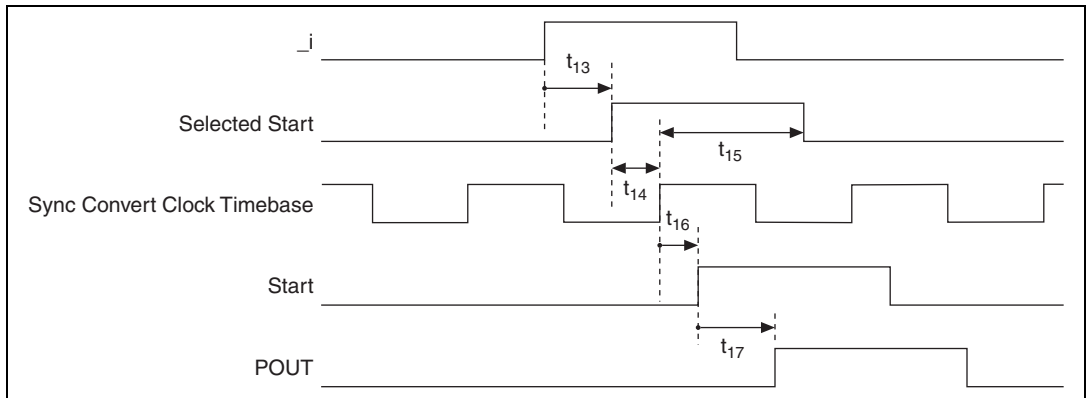 _i
t13
Selected Start
t15
t14
Sync Convert Clock Timebase
t16
Start
t17
POUT